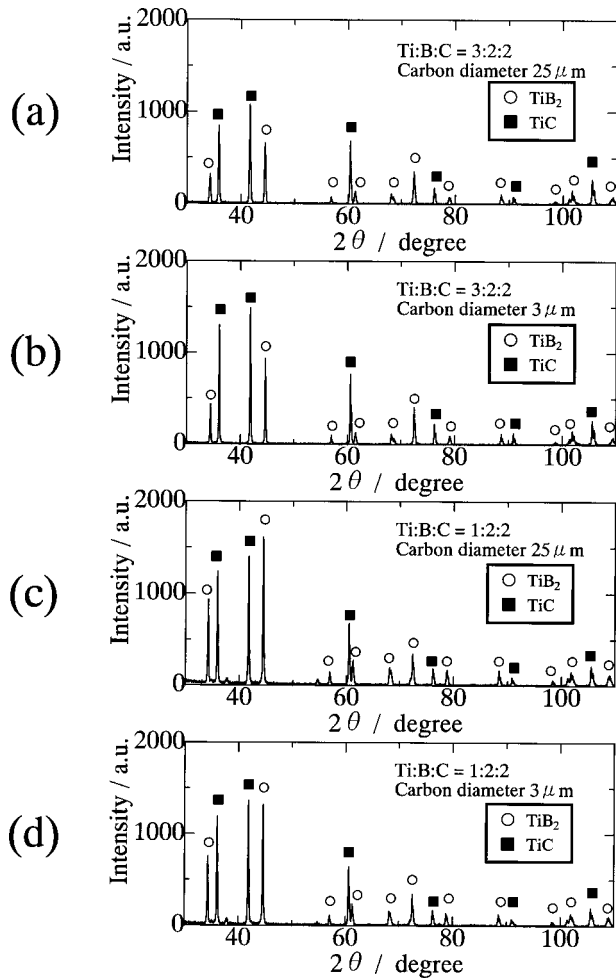 (a)
Intensity / a.u.
2000
1000
0
Ti:B:C = 3:2:2
Carbon diameter 25 μm
○ TiB₂
■ TiC
40 60 80 100
2θ / degree
(b)
Intensity / a.u.
2000
1000
0
Ti:B:C = 3:2:2
Carbon diameter 3 μm
○ TiB₂
■ TiC
40 60 80 100
2θ / degree
(c)
Intensity / a.u.
2000
1000
0
Ti:B:C = 1:2:2
Carbon diameter 25 μm
○ TiB₂
■ TiC
40 60 80 100
2θ / degree
(d)
Intensity / a.u.
2000
1000
0
Ti:B:C = 1:2:2
Carbon diameter 3 μm
○ TiB₂
■ TiC
40 60 80 100
2θ / degree